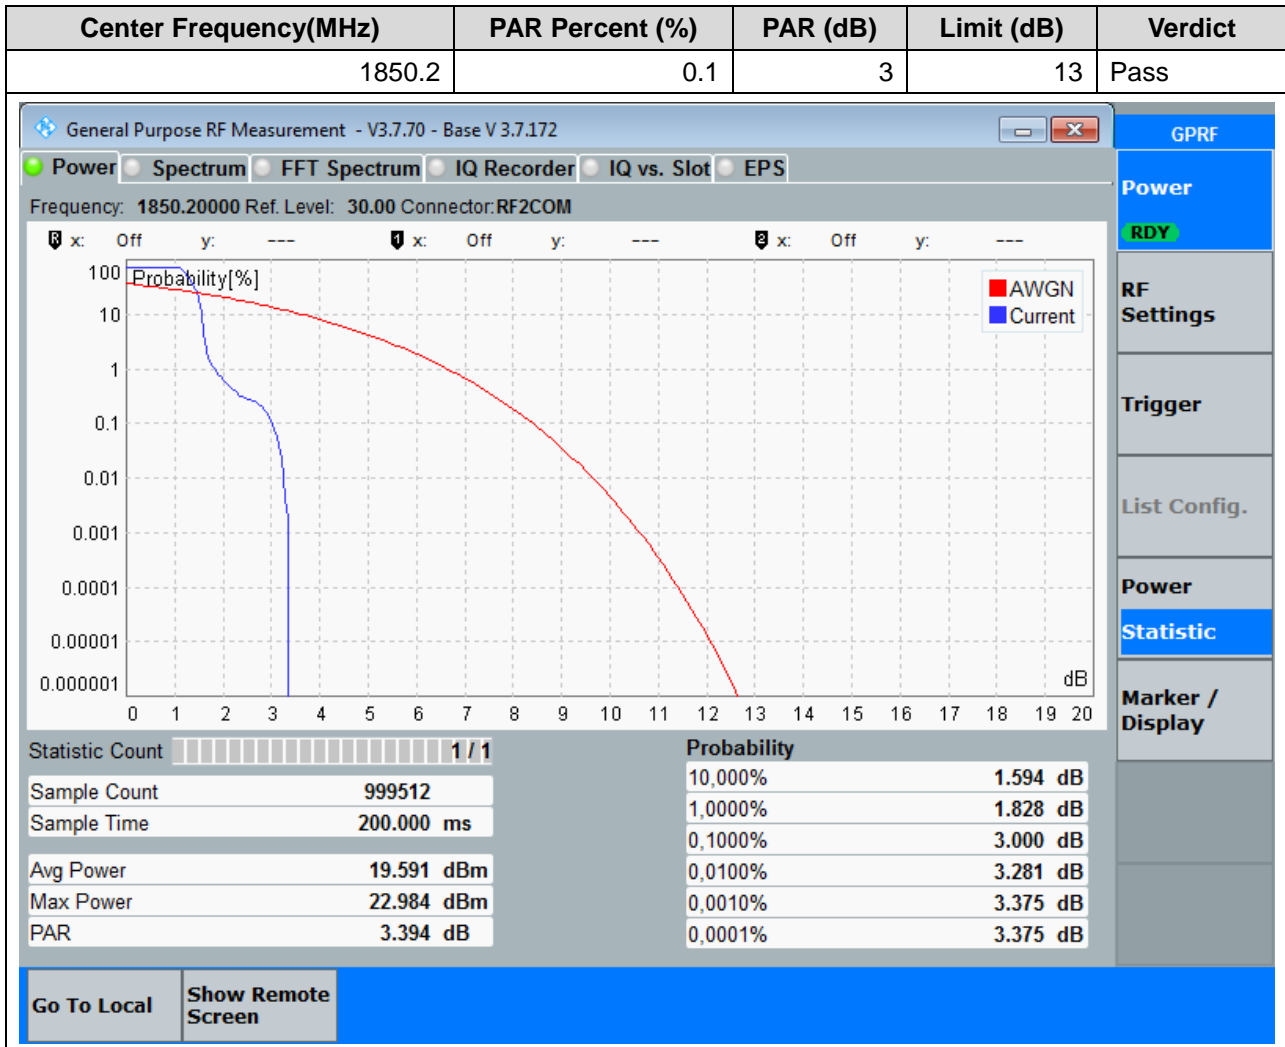 Center Frequency(MHz) PAR Percent (%) PAR (dB) Limit (dB) Verdict
1850.2 0.1 3 13 Pass
General Purpose RF Measurement - V3.7.70 - Base V 3.7.172
GPRF
Power Spectrum FFT Spectrum IQ Recorder IQ vs. Slot EPS
Frequency: 1850.20000 Ref. Level: 30.00 Connector:RF2COM
Power
RDY
R x: Off y: --- 1 x: Off y: --- 2 x: Off y: ---
100 Probability[%]
AWGN
Current
10
1
0.1
0.01
0.001
0.0001
0.00001
0.000001
dB
0 1 2 3 4 5 6 7 8 9 10 11 12 13 14 15 16 17 18 19 20
RF
Settings
Trigger
List Config.
Power
Statistic
Marker /
Display
Statistic Count 1 / 1
Sample Count 999512
Sample Time 200.000 ms
Avg Power 19.591 dBm
Max Power 22.984 dBm
PAR 3.394 dB
Probability
10,000% 1.594 dB
1,0000% 1.828 dB
0,1000% 3.000 dB
0,0100% 3.281 dB
0,0010% 3.375 dB
0,0001% 3.375 dB
Go To Local
Show Remote
Screen